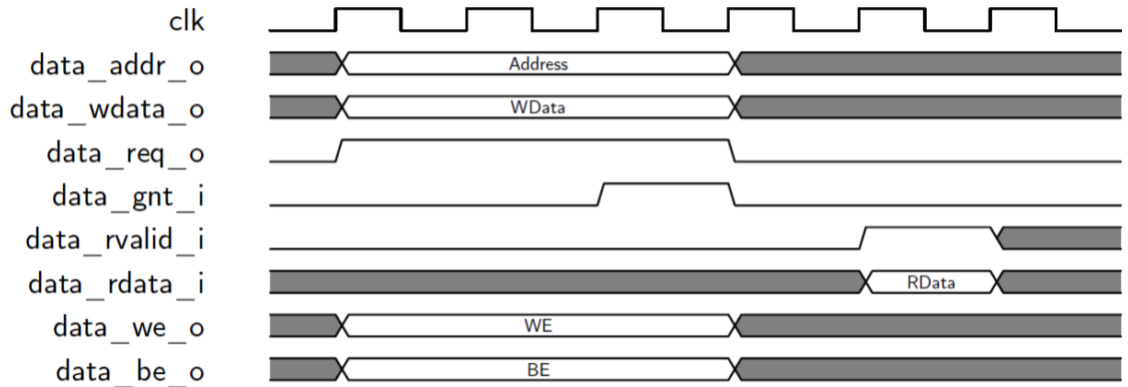 clk
data_addr_o Address
data_wdata_o WData
data_req_o
data_gnt_i
data_rvalid_i
data_rdata_i RData
data_we_o WE
data_be_o BE